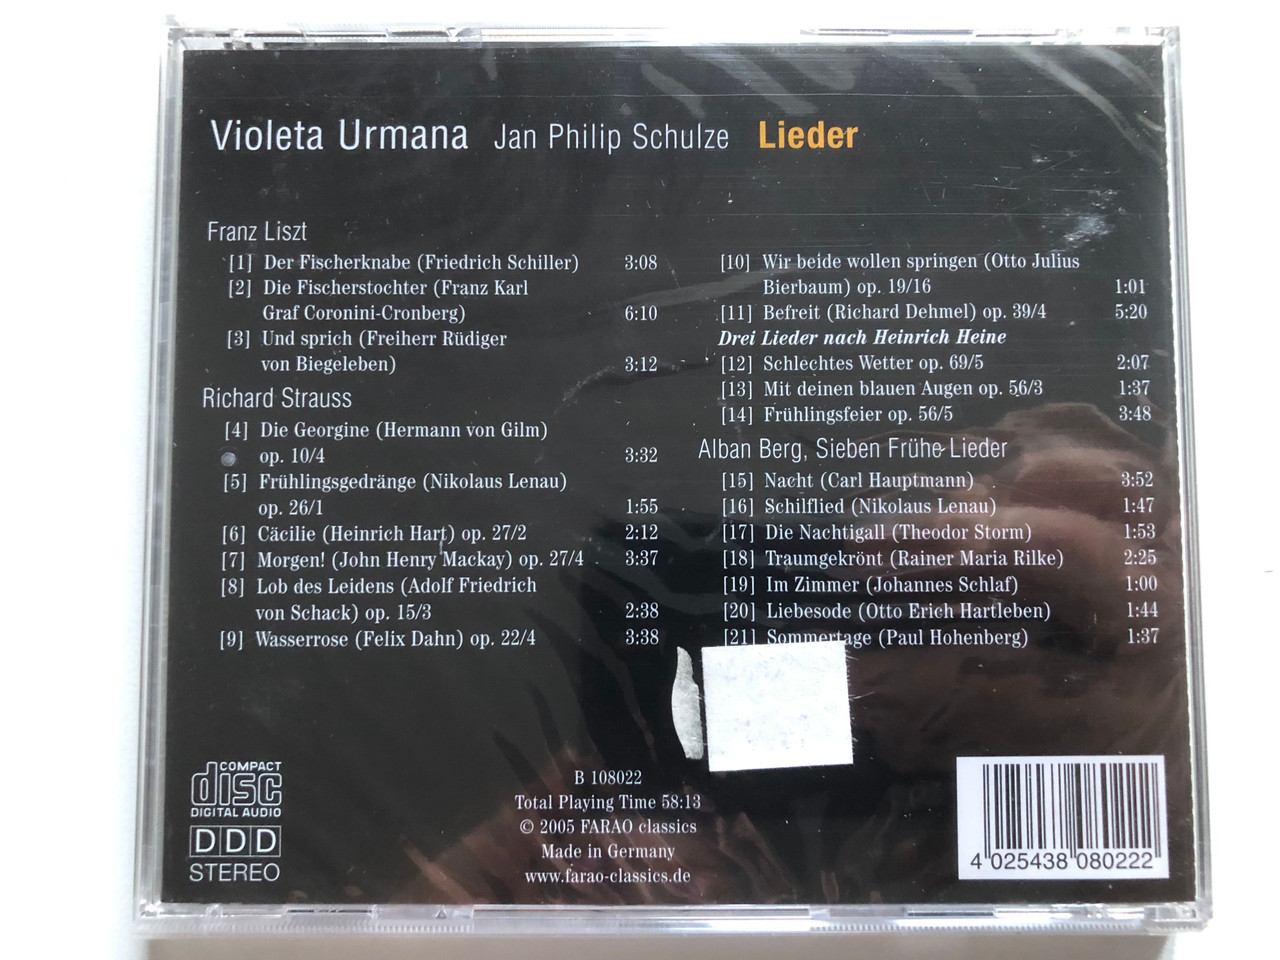 Violeta Urmana Jan Philip Schulze Lieder
Franz Liszt
[1] Der Fischerknabe (Friedrich Schiller) 3:08
[2] Die Fischerstochter (Franz Karl
Graf Coronini-Cronberg) 6:10
[3] Und sprich (Freiherr Rüdiger
von Biegeleben) 3:12
Richard Strauss
[4] Die Georgine (Hermann von Gilm)
op. 10/4 3:32
[5] Frühlingsgedränge (Nikolaus Lenau)
op. 26/1 1:55
[6] Cäcilie (Heinrich Hart) op. 27/2 2:12
[7] Morgen! (John Henry Mackay) op. 27/4 3:37
[8] Lob des Leidens (Adolf Friedrich
von Schack) op. 15/3 2:38
[9] Wasserrose (Felix Dahn) op. 22/4 3:38
[10] Wir beide wollen springen (Otto Julius
Bierbaum) op. 19/16 1:01
[11] Befreit (Richard Dehmel) op. 39/4 5:20
Drei Lieder nach Heinrich Heine
[12] Schlechtes Wetter op. 69/5 2:07
[13] Mit deinen blauen Augen op. 56/3 1:37
[14] Frühlingsfeier op. 56/5 3:48
Alban Berg, Sieben Frühe Lieder
[15] Nacht (Carl Hauptmann) 3:52
[16] Schilflied (Nikolaus Lenau) 1:47
[17] Die Nachtigall (Theodor Storm) 1:53
[18] Traumgekrönt (Rainer Maria Rilke) 2:25
[19] Im Zimmer (Johannes Schlaf) 1:00
[20] Liebesode (Otto Erich Hartleben) 1:44
[21] Sommertage (Paul Hohenberg) 1:37
COMPACT
disc
DIGITAL AUDIO
DDD
STEREO
B 108022
Total Playing Time 58:13
© 2005 FARAO classics
Made in Germany
www.farao-classics.de
4 025438 080222